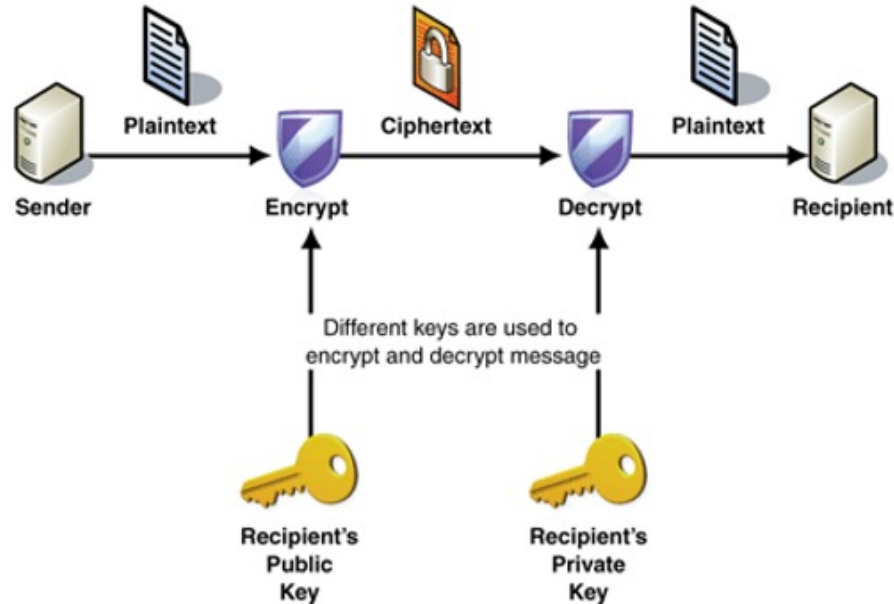 Plaintext
Ciphertext
Plaintext
Sender
Encrypt
Decrypt
Recipient
Different keys are used to
encrypt and decrypt message
Recipient's
Public
Key
Recipient's
Private
Key